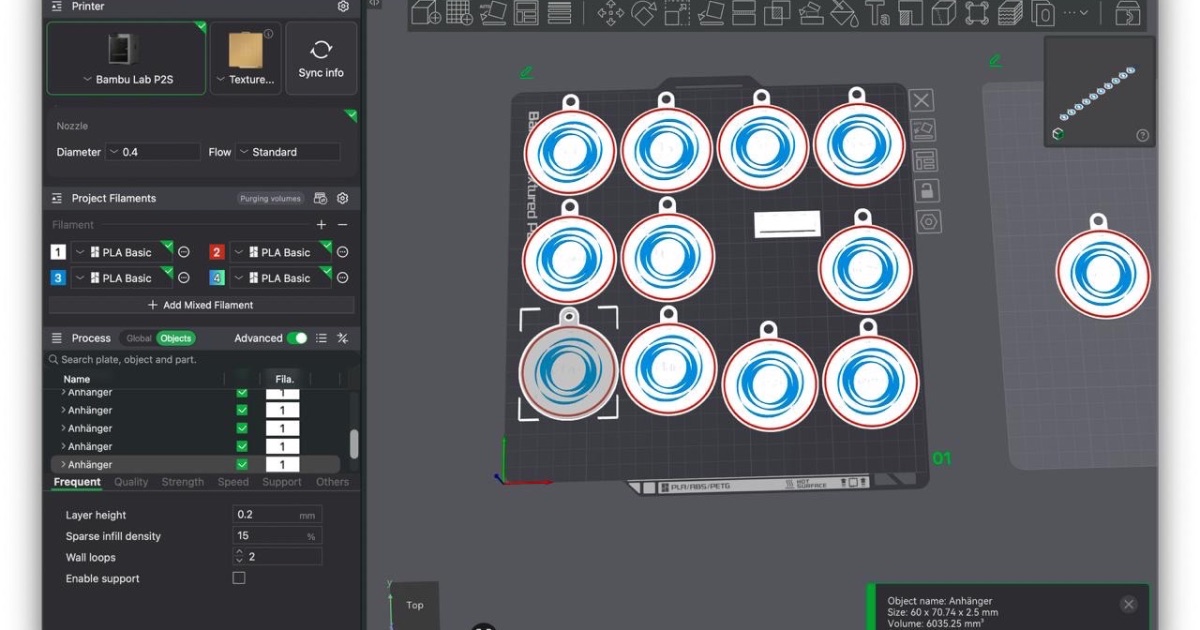 Printer
Bambu Lab P2S
Texture...
Sync info
Nozzle
Diameter 0.4 Flow Standard
Project Filaments Purging volumes
Filament
1 PLA Basic 2 PLA Basic
3 PLA Basic 4 PLA Basic
+ Add Mixed Filament
Process Global Objects Advanced
Search plate, object and part.
Name Fila.
Anhänger 1
Anhänger 1
Anhänger 1
Anhänger 1
Anhänger 1
Frequent Quality Strength Speed Support Others
Layer height 0.2 mm
Sparse infill density 15 %
Wall loops 2
Enable support
01
PLA/ABS/PETG
HOT SURFACE
Top
Object name: Anhänger
Size: 60 x 70.74 x 2.5 mm
Volume: 6035.25 mm³